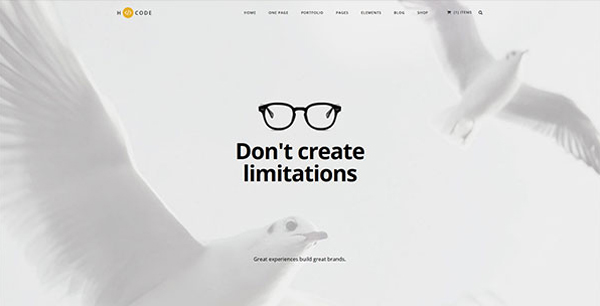 H CODE
HOME ONE PAGE PORTFOLIO PAGES ELEMENTS BLOG SHOP (1) ITEMS
Don't create
limitations
Great experiences build great brands.